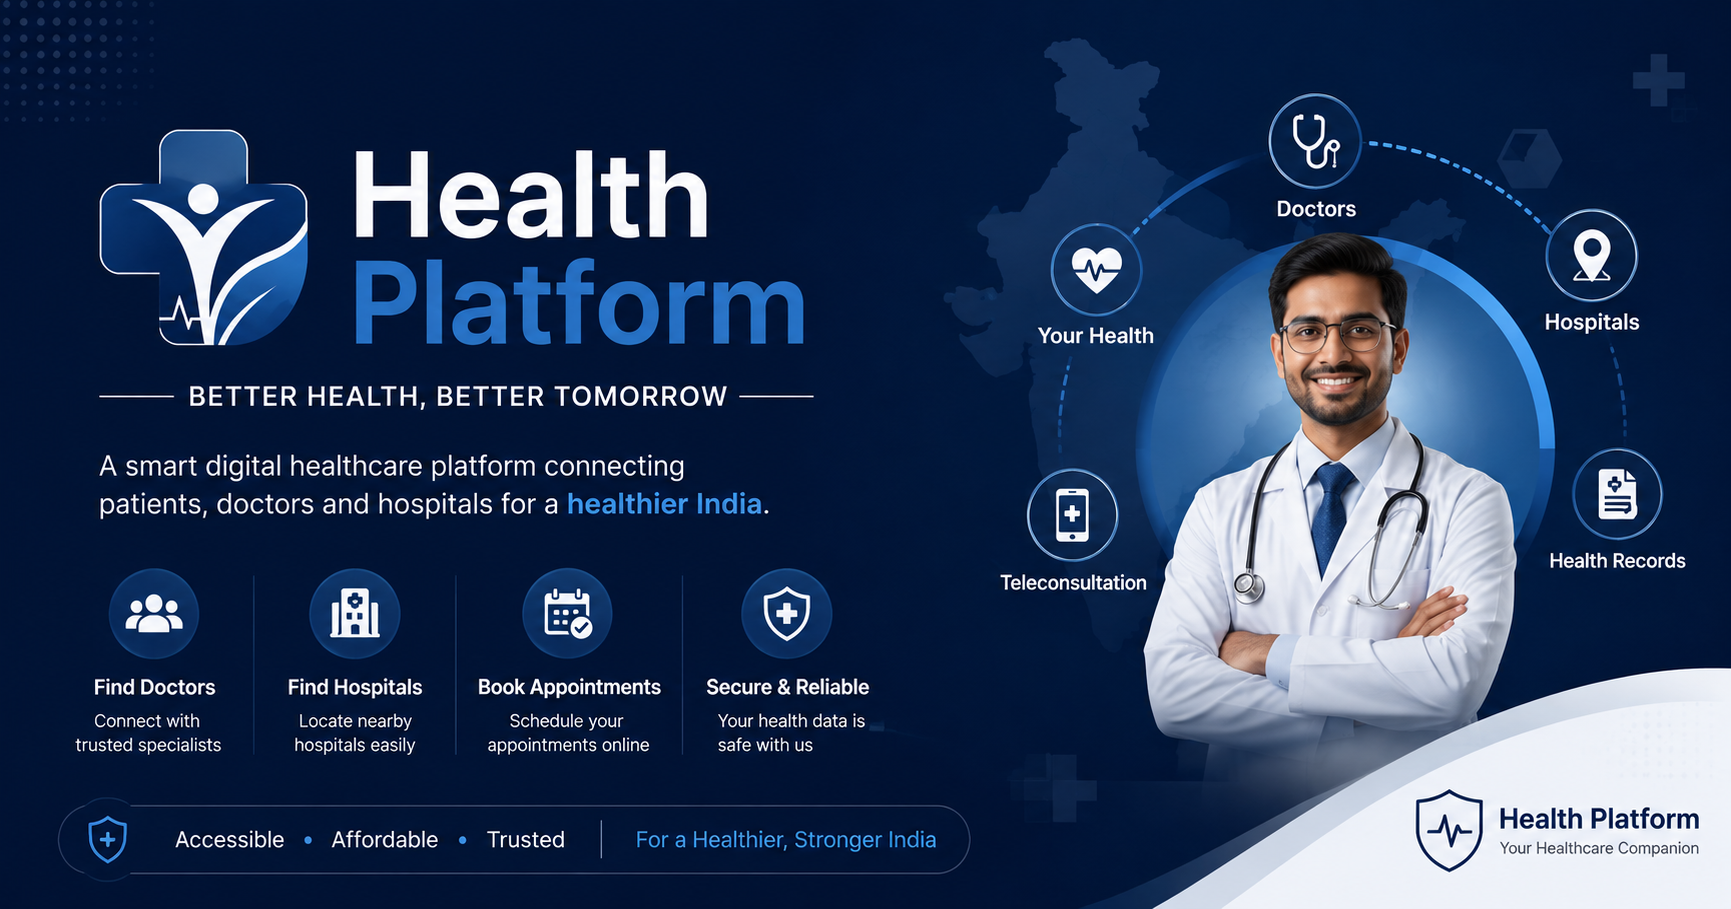 Health
Platform
BETTER HEALTH, BETTER TOMORROW
A smart digital healthcare platform connecting
patients, doctors and hospitals for a healthier India.
Find Doctors
Connect with
trusted specialists
Find Hospitals
Locate nearby
hospitals easily
Book Appointments
Schedule your
appointments online
Secure & Reliable
Your health data is
safe with us
Accessible • Affordable • Trusted | For a Healthier, Stronger India
Doctors
Your Health
Hospitals
Teleconsultation
Health Records
Health Platform
Your Healthcare Companion